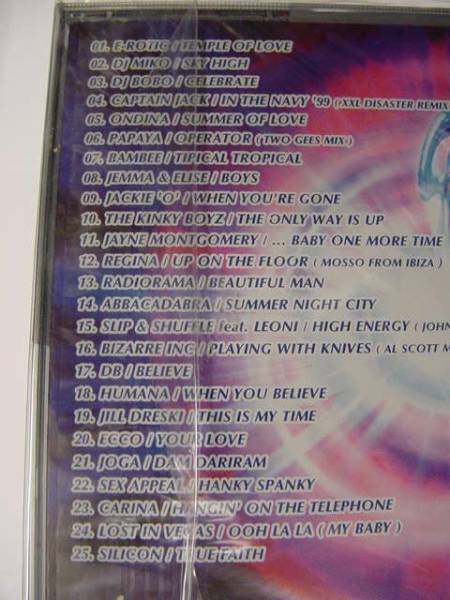 01. E-ROTIC / TEMPLE OF LOVE
02. DJ MIKO / SKY HIGH
03. DJ BOBO / CELEBRATE
04. CAPTAIN JACK / IN THE NAVY '99 (XXL DISASTER REMIX
05. ONDINA / SUMMER OF LOVE
06. PAPAYA / OPERATOR (TWO GEES MIX)
07. BAMBEE / TIPICAL TROPICAL
08. JEMMA & ELISE / BOYS
09. JACKIE 'O' / WHEN YOU'RE GONE
10. THE KINKY BOYZ / THE ONLY WAY IS UP
11. JAYNE MONTGOMERY / ... BABY ONE MORE TIME
12. REGINA / UP ON THE FLOOR ( MOSSO FROM IBIZA )
13. RADIORAMA / BEAUTIFUL MAN
14. ABBACADABRA / SUMMER NIGHT CITY
15. SLIP & SHUFFLE feat. LEONI / HIGH ENERGY ( JOHN
16. BIZARRE INC / PLAYING WITH KNIVES ( AL SCOTT M
17. DB / BELIEVE
18. HUMANA / WHEN YOU BELIEVE
19. JILL DRESKI / THIS IS MY TIME
20. ECCO / YOUR LOVE
21. JOGA / DAM DARIRAM
22. SEX APPEAL / HANKY SPANKY
23. CARINA / HANGIN' ON THE TELEPHONE
24. LOST IN VEGAS / OOH LA LA ( MY BABY )
25. SILICON / TRUE FAITH